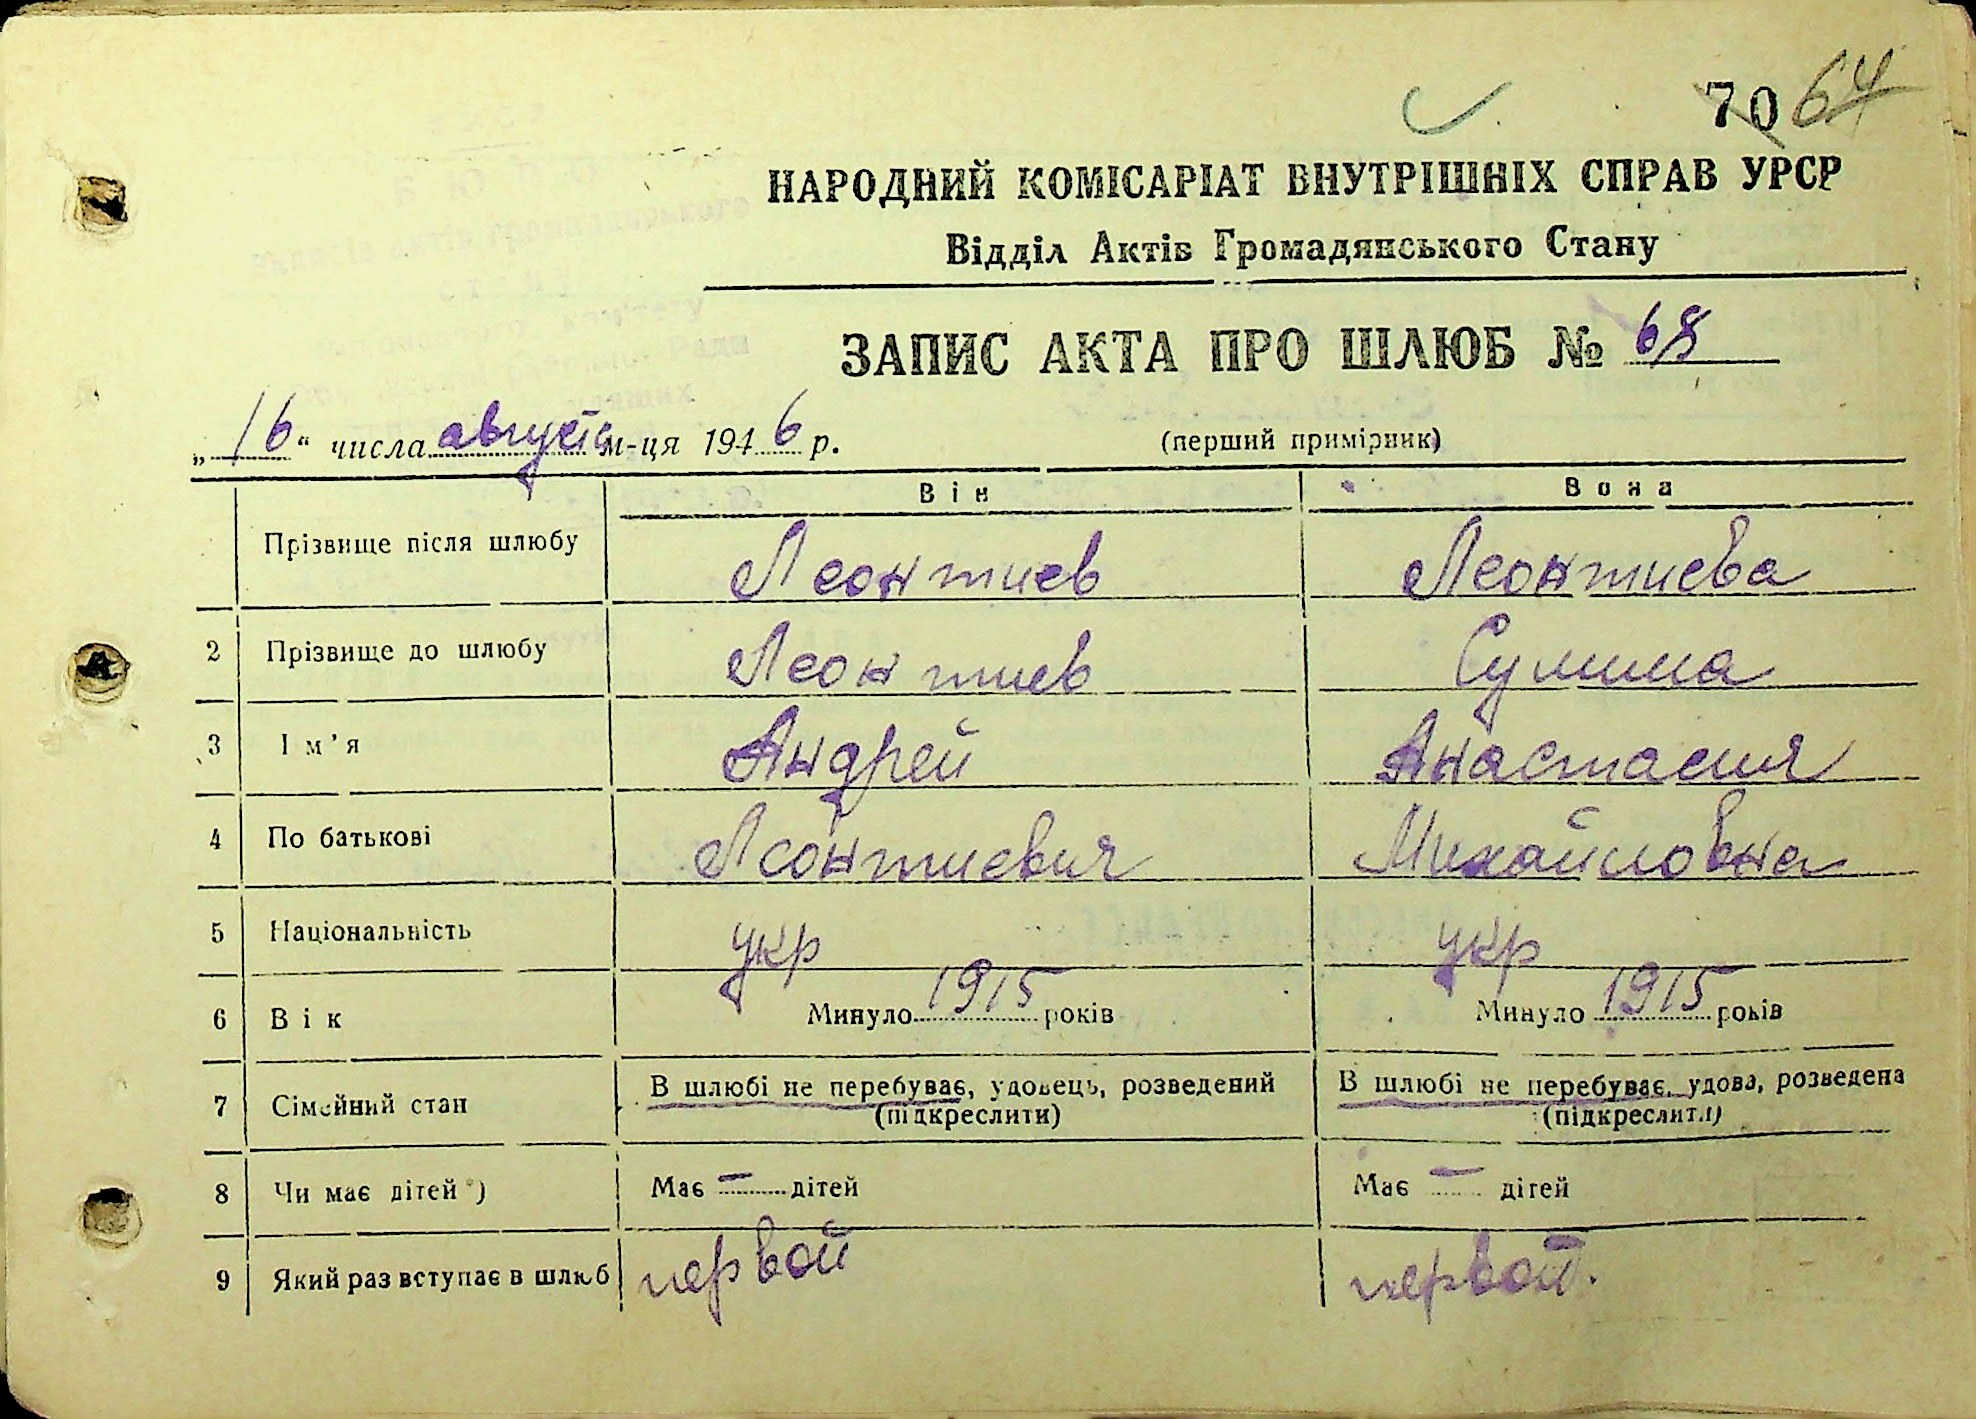 70 64
НАРОДНИЙ КОМІСАРІАТ ВНУТРІШНІХ СПРАВ УРСР
Відділ Актів Громадянського Стану
ЗАПИС АКТА ПРО ШЛЮБ № 68
„16“ числа августа м-ця 1946 р.
(перший примірник)
Він Вона
Прізвище після шлюбу Леонтиев Леонтиева
2 Прізвище до шлюбу Леонтиев Сумина
3 Ім'я Андрей Анастасия
4 По батькові Леонтиевич Михайловна
5 Національність укр укр
6 Вік Минуло 1915 років Минуло 1915 років
7 Сімейний стан В шлюбі не перебуває, удовець, розведений В шлюбі не перебуває, удова, розведена
(підкреслити) (підкреслити)
8 Чи має дітей*) Має — дітей Має — дітей
9 Який раз вступає в шлюб первой первой.